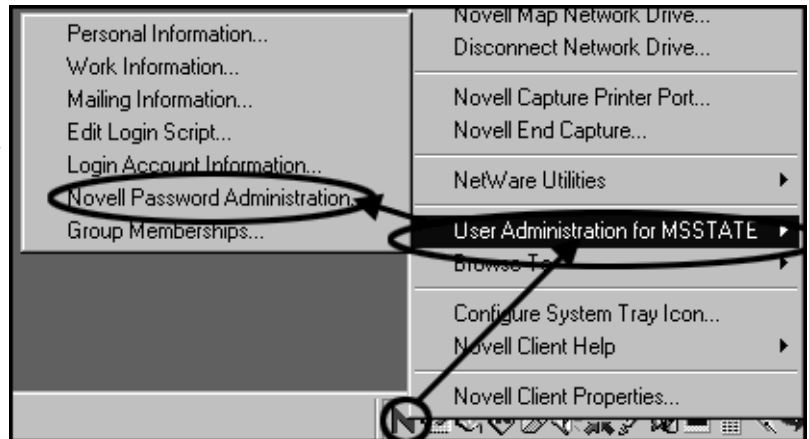 Personal Information...
Work Information...
Mailing Information...
Edit Login Script...
Login Account Information...
Novell Password Administration...
Group Memberships...
Novell Map Network Drive...
Disconnect Network Drive...
Novell Capture Printer Port...
Novell End Capture...
NetWare Utilities
User Administration for MSSTATE
Browse To
Configure System Tray Icon...
Novell Client Help
Novell Client Properties...
N